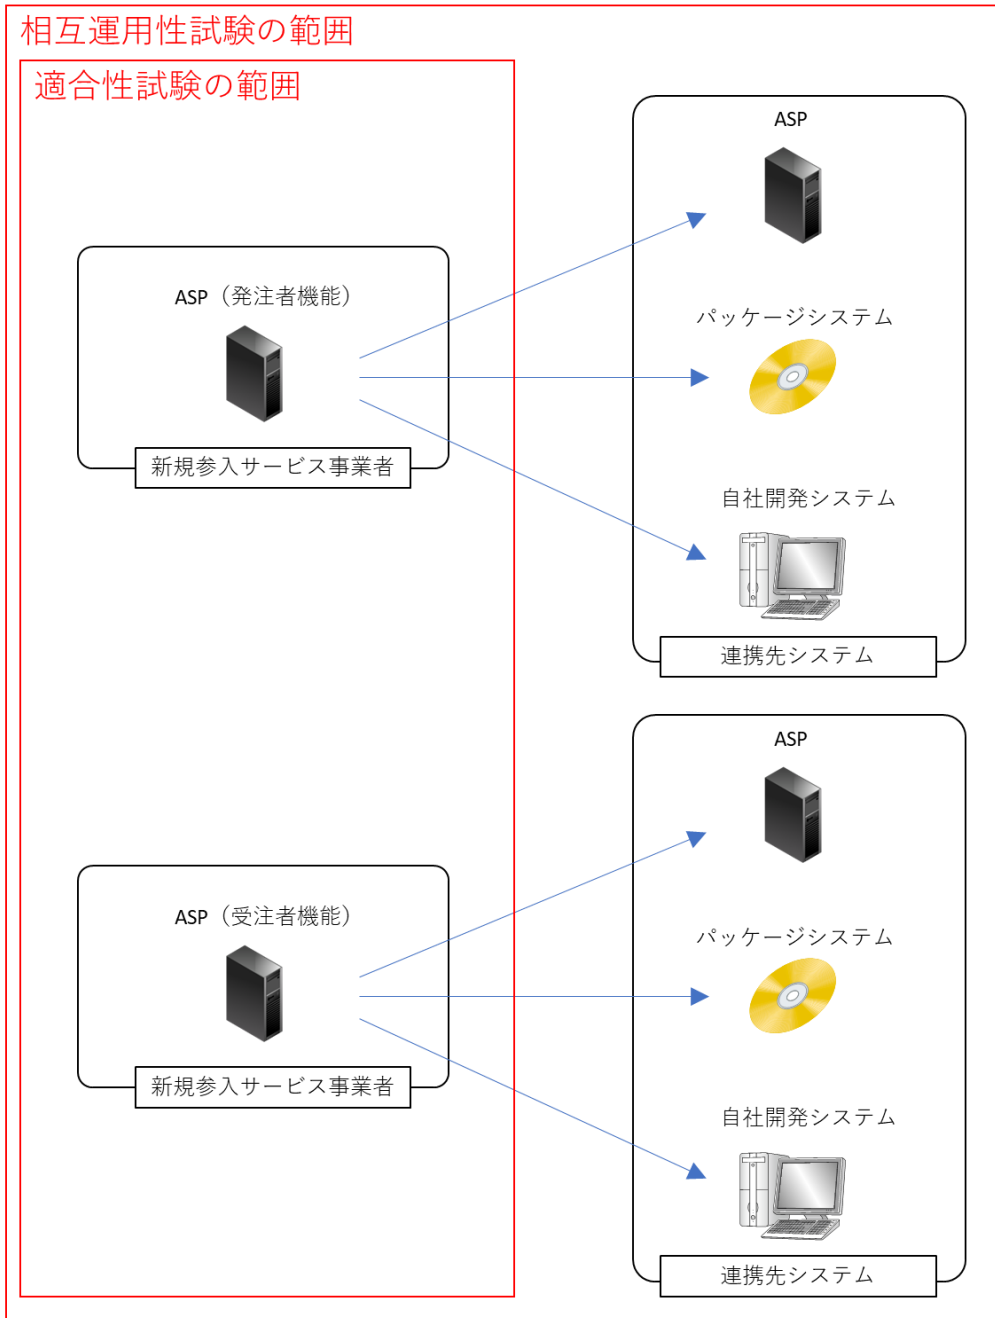 相互運用性試験の範囲
適合性試験の範囲
ASP
ASP（発注者機能）
パッケージシステム
新規参入サービス事業者
自社開発システム
連携先システム
ASP
ASP（受注者機能）
パッケージシステム
新規参入サービス事業者
自社開発システム
連携先システム